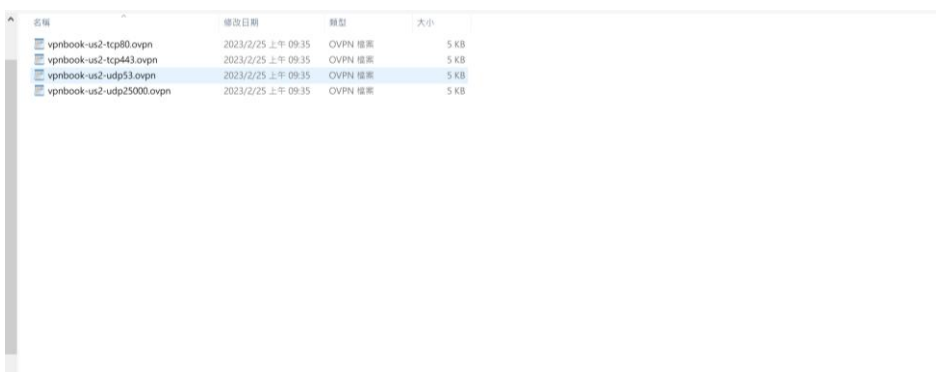 名稱 修改日期 類型 大小
vpnbook-us2-tcp80.ovpn 2023/2/25 上午 09:35 OVPN 檔案 5 KB
vpnbook-us2-tcp443.ovpn 2023/2/25 上午 09:35 OVPN 檔案 5 KB
vpnbook-us2-udp53.ovpn 2023/2/25 上午 09:35 OVPN 檔案 5 KB
vpnbook-us2-udp25000.ovpn 2023/2/25 上午 09:35 OVPN 檔案 5 KB